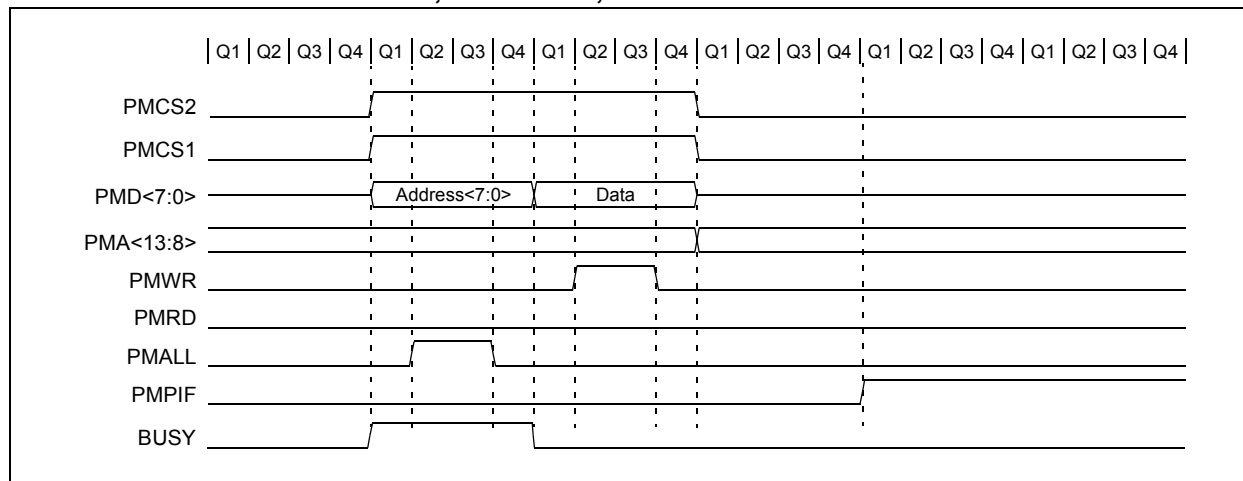 Q1 Q2 Q3 Q4 Q1 Q2 Q3 Q4 Q1 Q2 Q3 Q4 Q1 Q2 Q3 Q4 Q1 Q2 Q3 Q4 Q1 Q2 Q3 Q4
PMCS2
PMCS1
PMD<7:0> Address<7:0> Data
PMA<13:8>
PMWR
PMRD
PMALL
PMPIF
BUSY